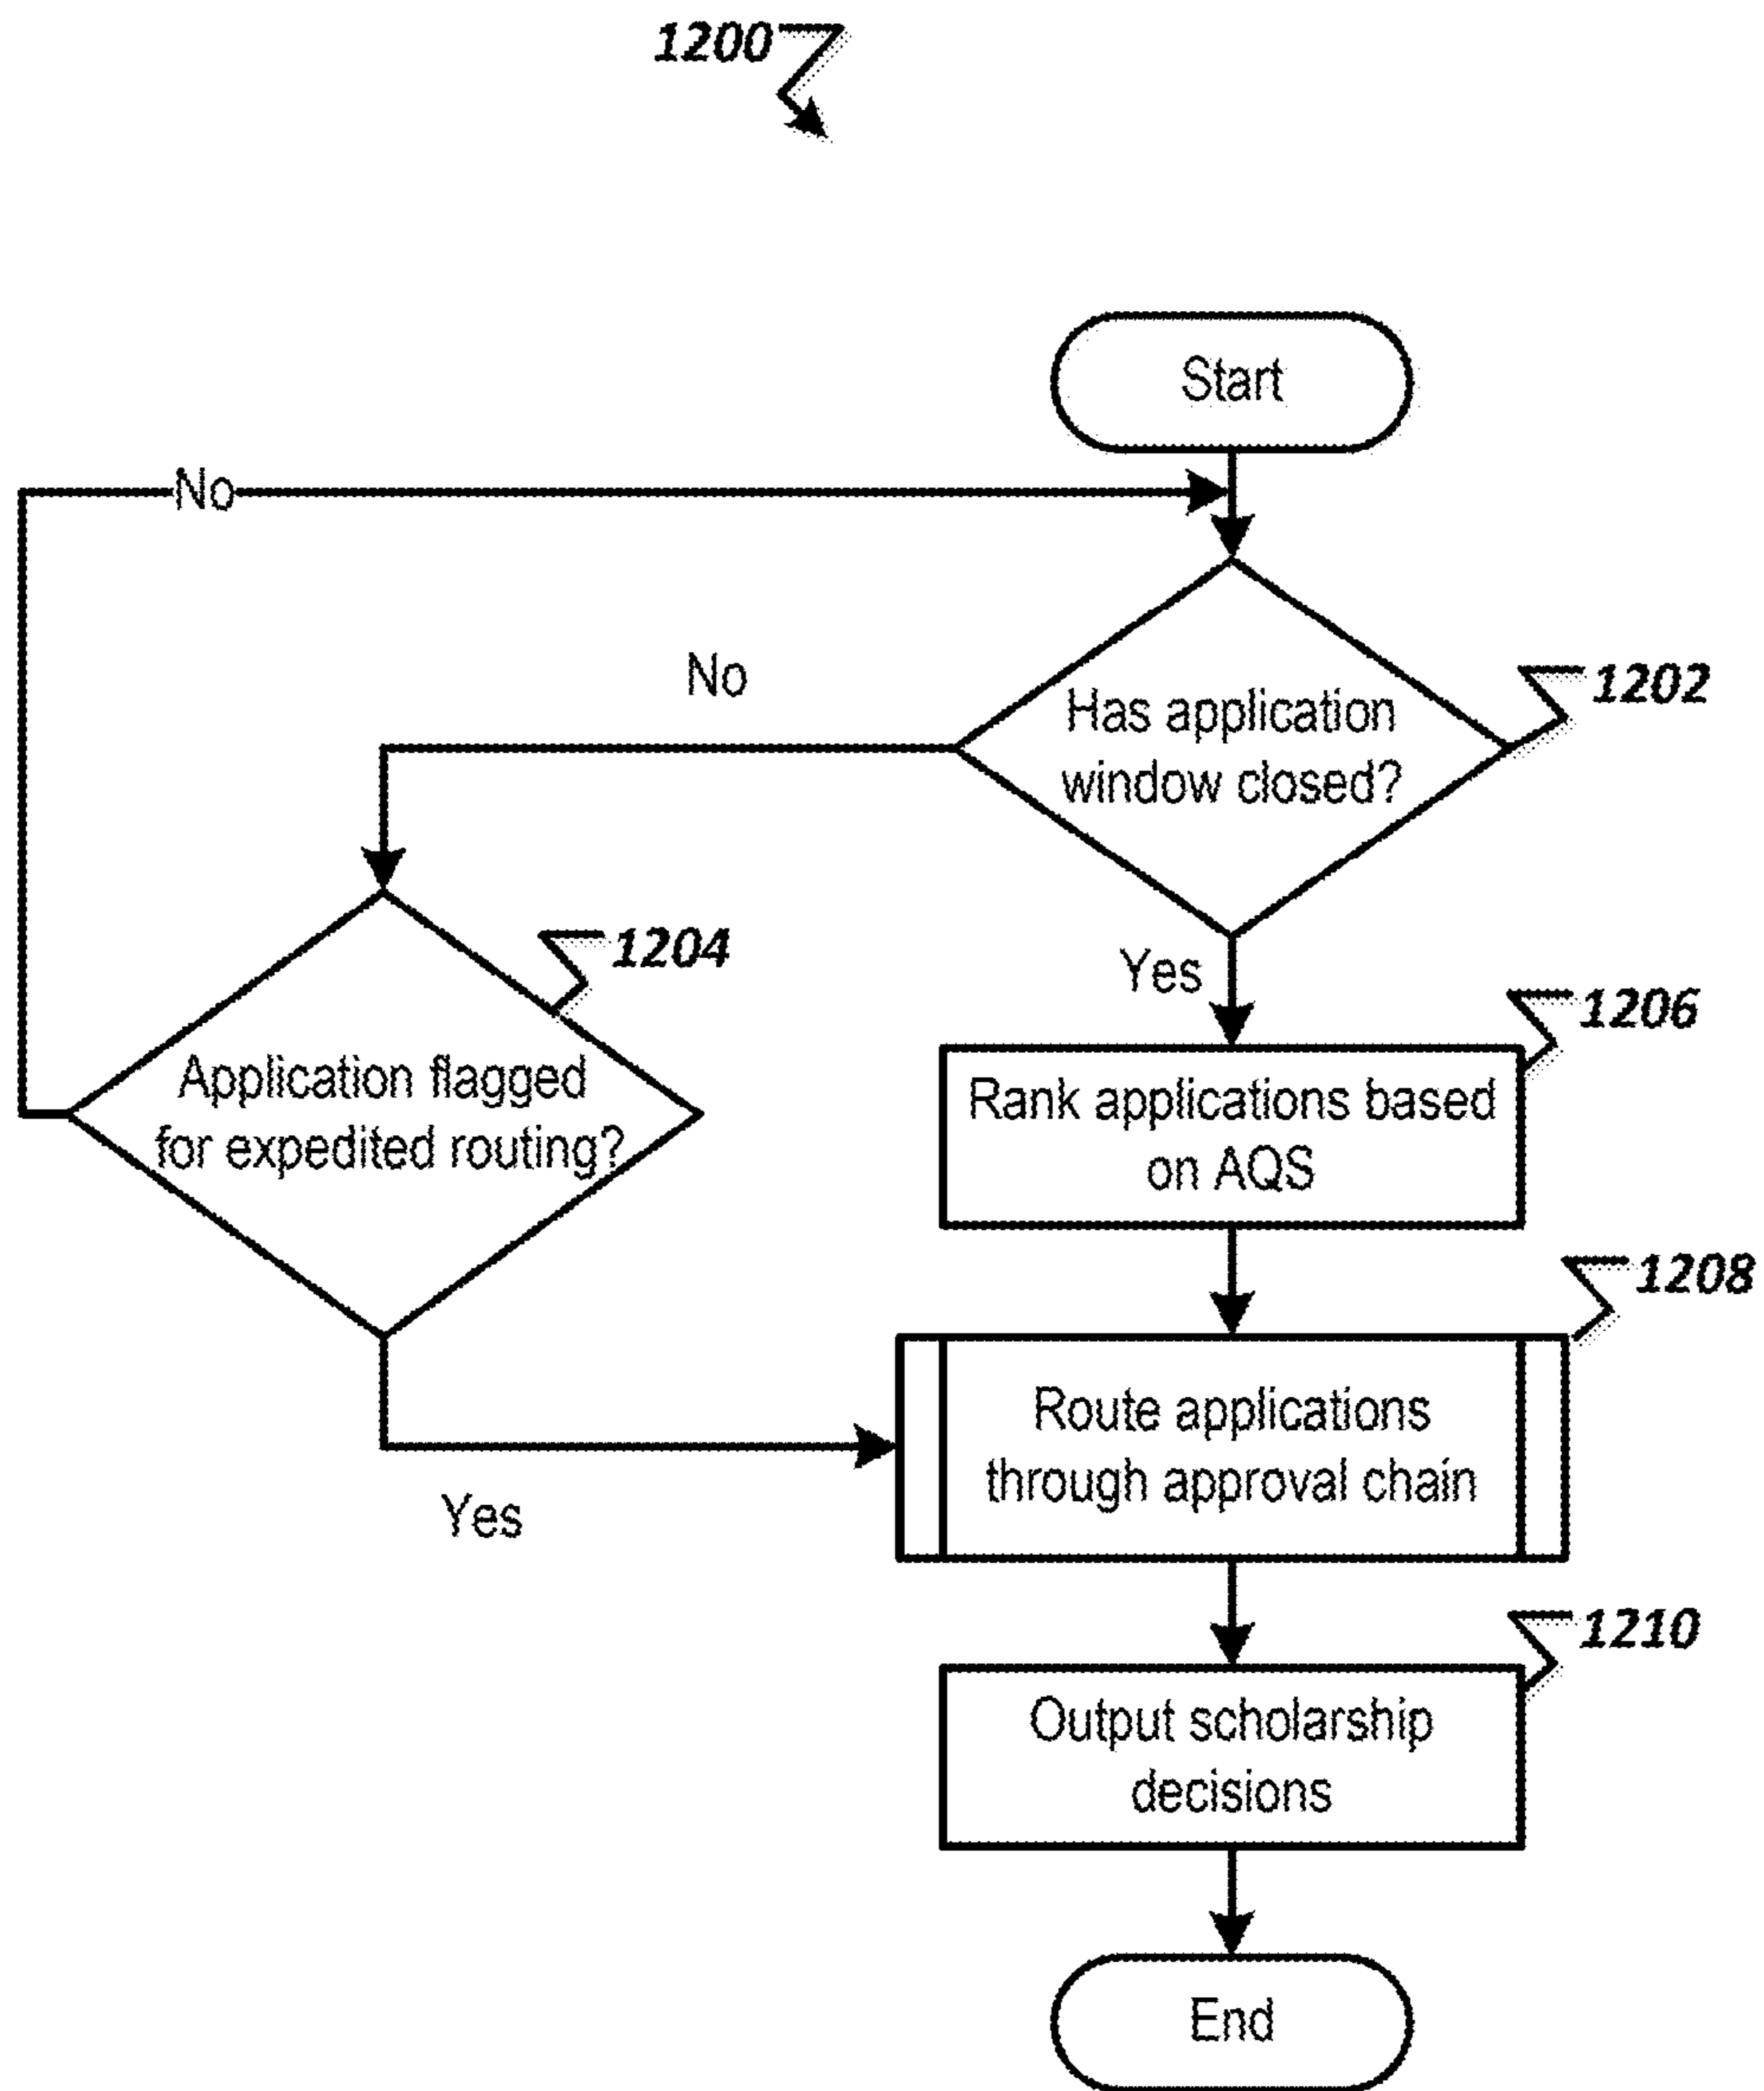 1200
Start
No
No
Has application
window closed?
1202
1204
Yes
1206
Application flagged
for expedited routing?
Rank applications based
on AQS
1208
Route applications
through approval chain
Yes
1210
Output scholarship
decisions
End